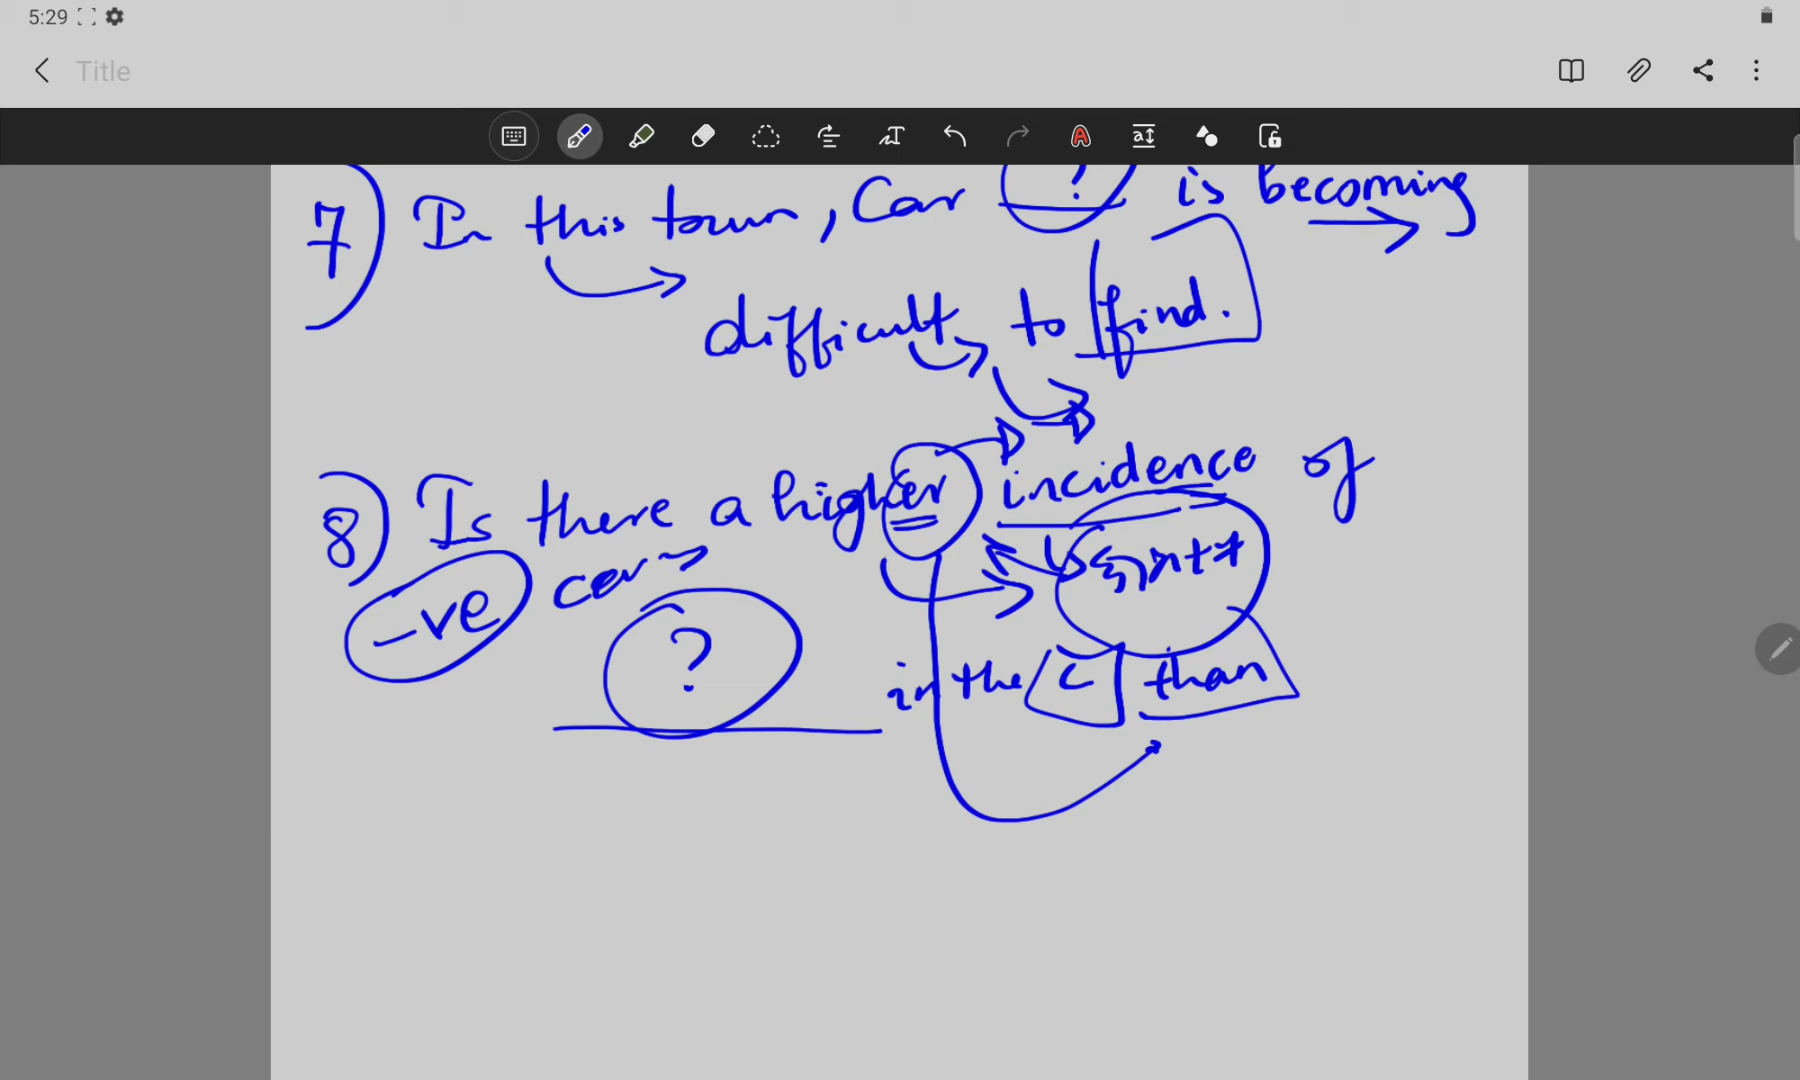 5:29
Title
7) In this town, Car ? is becoming
difficult to find.
8) Is there a higher incidence of
-ve
? in the C than